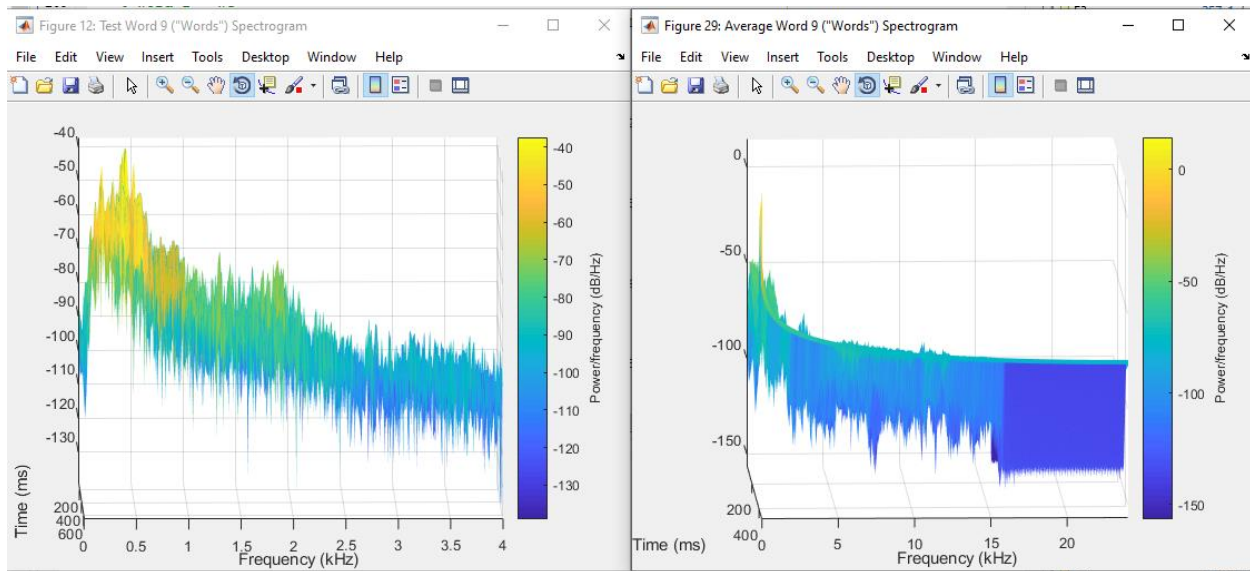 Figure 12: Test Word 9 ("Words") Spectrogram
File Edit View Insert Tools Desktop Window Help
-40
-50
-60
-70
-80
-90
-100
-110
-120
-130
Time (ms)
200
400
600
0 0.5 1 1.5 2 2.5 3 3.5 4
Frequency (kHz)
-40
-50
-60
-70
-80
-90
-100
-110
-120
-130
Power/frequency (dB/Hz)
Figure 29: Average Word 9 ("Words") Spectrogram
File Edit View Insert Tools Desktop Window Help
0
-50
-100
-150
200
400
Time (ms)
0 5 10 15 20
Frequency (kHz)
0
-50
-100
-150
Power/frequency (dB/Hz)